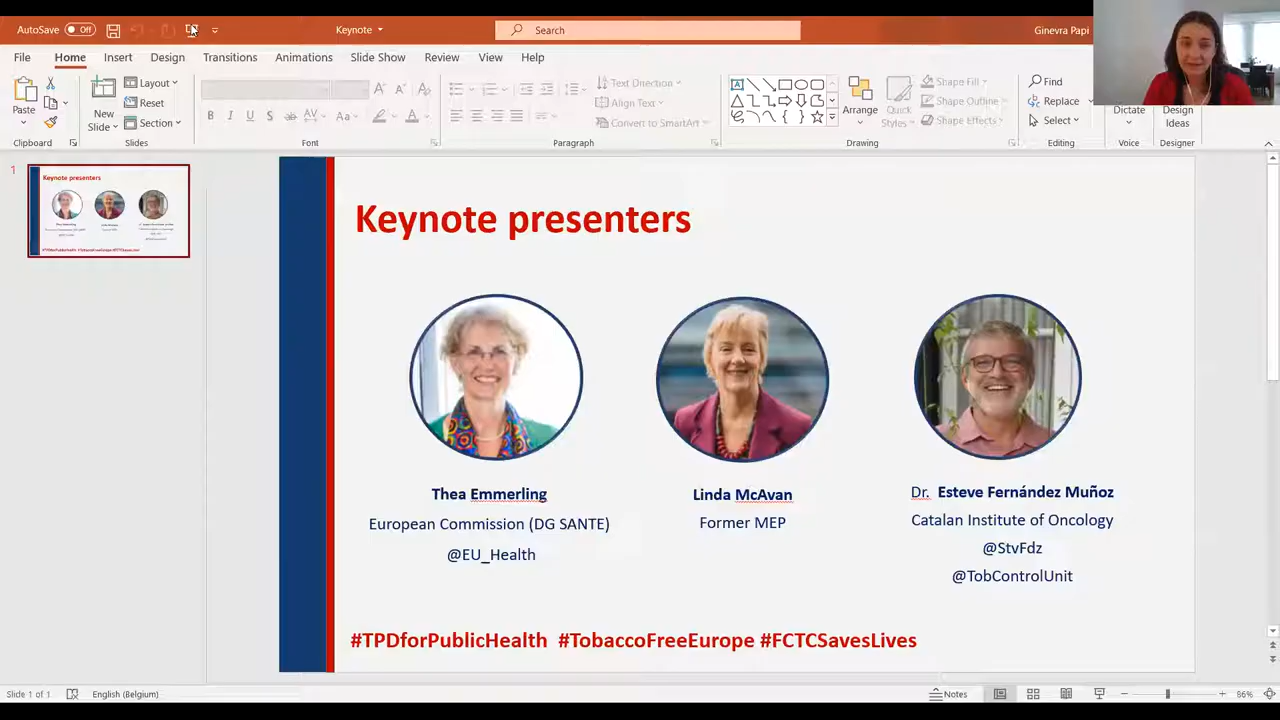 AutoSave Off Keynote Search Ginevra Papi
File Home Insert Design Transitions Animations Slide Show Review View Help
Paste
New
Slide
Layout
Reset
Section
Text Direction
Align Text
Convert to SmartArt
Arrange
Quick
Styles
Shape Fill
Shape Outline
Shape Effects
Find
Replace
Select
Dictate
Design
Ideas
Clipboard Slides Font Paragraph Drawing Editing Voice Designer
1
Keynote presenters
Keynote presenters
Thea Emmerling
European Commission (DG SANTE)
@EU_Health
Linda McAvan
Former MEP
Dr. Esteve Fernández Muñoz
Catalan Institute of Oncology
@StvFdz
@TobControlUnit
#TPDforPublicHealth #TobaccoFreeEurope #FCTCSavesLives
Slide 1 of 1 English (Belgium) Notes 86%